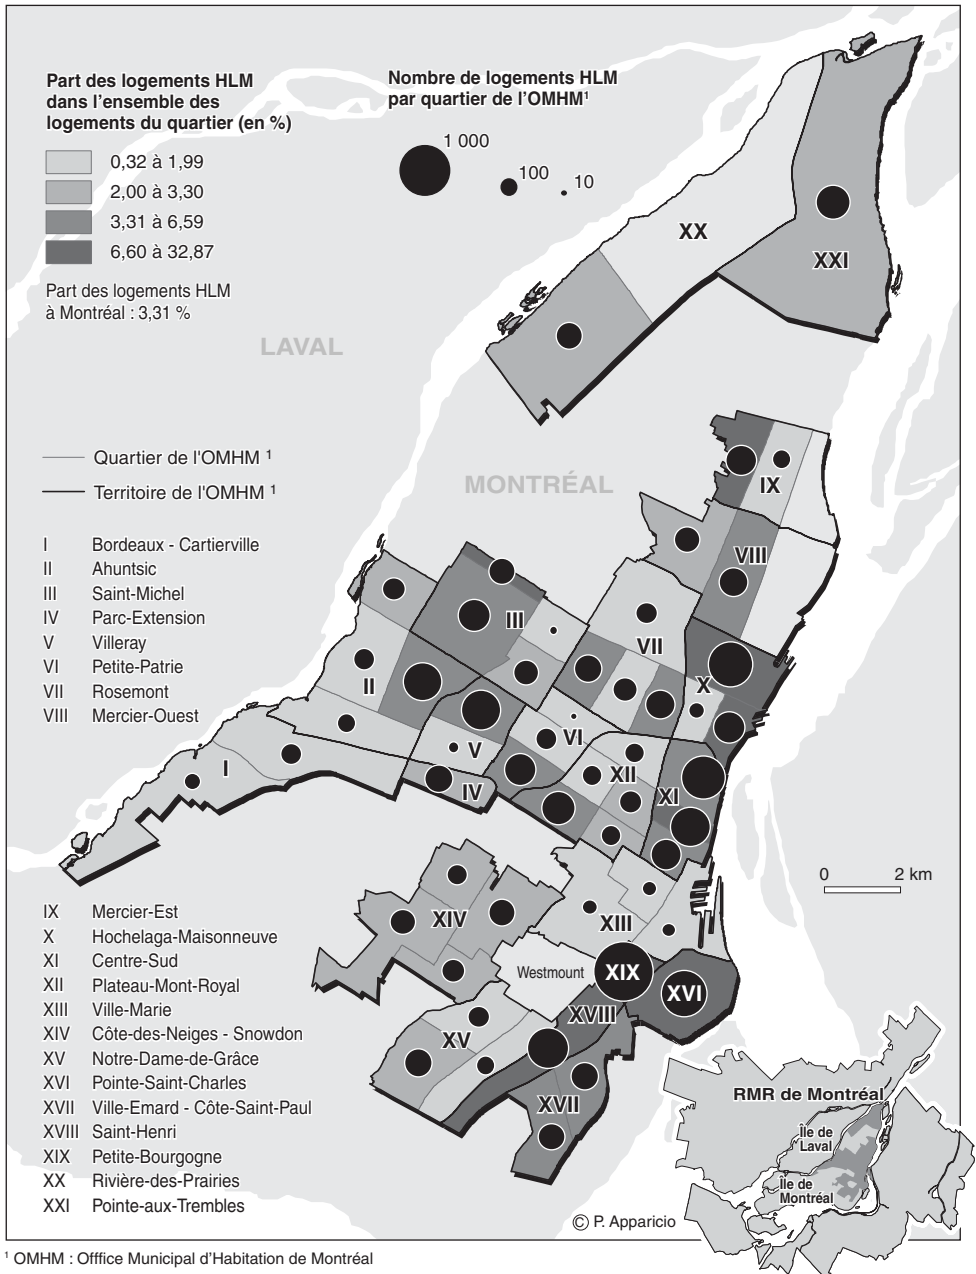 Part des logements HLM
dans l'ensemble des
logements du quartier (en %)
0,32 à 1,99
2,00 à 3,30
3,31 à 6,59
6,60 à 32,87
Part des logements HLM
à Montréal : 3,31 %
Nombre de logements HLM
par quartier de l'OMHM¹
1 000
100
10
XX
XXI
LAVAL
MONTRÉAL
Quartier de l'OMHM ¹
Territoire de l'OMHM ¹
I Bordeaux - Cartierville
II Ahuntsic
III Saint-Michel
IV Parc-Extension
V Villeray
VI Petite-Patrie
VII Rosemont
VIII Mercier-Ouest
IX
VIII
III
VII
II
X
VI
V
I
IV
XII
XI
0 2 km
IX Mercier-Est
X Hochelaga-Maisonneuve
XI Centre-Sud
XII Plateau-Mont-Royal
XIII Ville-Marie
XIV Côte-des-Neiges - Snowdon
XV Notre-Dame-de-Grâce
XVI Pointe-Saint-Charles
XVII Ville-Emard - Côte-Saint-Paul
XVIII Saint-Henri
XIX Petite-Bourgogne
XX Rivière-des-Prairies
XXI Pointe-aux-Trembles
XIV
XIII
Westmount
XIX
XVI
XVIII
XV
XVII
RMR de Montréal
Île de
Laval
Île de
Montréal
© P. Apparicio
¹ OMHM : Offfice Municipal d'Habitation de Montréal